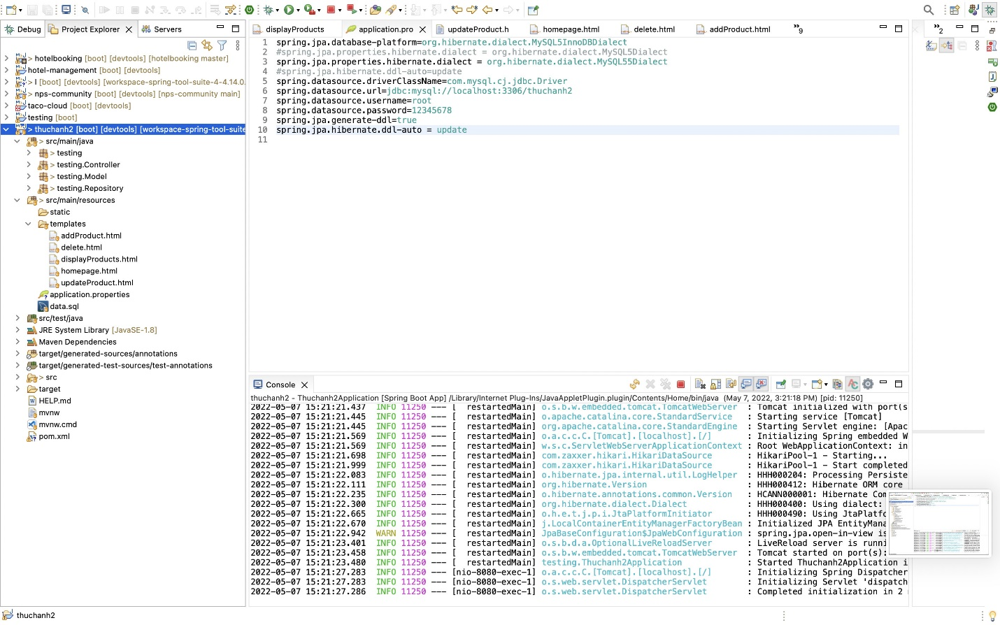 Debug
Project Explorer
Servers
> hotelbooking [boot] [devtools] [hotelbooking master]
hotel-management [boot] [devtools]
> l [boot] [devtools] [workspace-spring-tool-suite-4-4.14.0.
> nps-community [boot] [devtools] [nps-community main]
taco-cloud [boot] [devtools]
testing [boot]
> thuchanh2 [boot] [devtools] [workspace-spring-tool-suite
> src/main/java
> testing
> testing.Controller
> testing.Model
> testing.Repository
> src/main/resources
static
templates
addProduct.html
delete.html
displayProducts.html
homepage.html
updateProduct.html
application.properties
data.sql
src/test/java
JRE System Library [JavaSE-1.8]
Maven Dependencies
target/generated-sources/annotations
target/generated-test-sources/test-annotations
> src
target
HELP.md
mvnw
mvnw.cmd
pom.xml
displayProducts
application.pro
updateProduct.h
homepage.html
delete.html
addProduct.html
»9
»2
1 spring.jpa.database-platform=org.hibernate.dialect.MySQL5InnoDBDialect
2 #spring.jpa.properties.hibernate.dialect = org.hibernate.dialect.MySQL5Dialect
3 spring.jpa.properties.hibernate.dialect = org.hibernate.dialect.MySQL55Dialect
4 #spring.jpa.hibernate.ddl-auto=update
5 spring.datasource.driverClassName=com.mysql.cj.jdbc.Driver
6 spring.datasource.url=jdbc:mysql://localhost:3306/thuchanh2
7 spring.datasource.username=root
8 spring.datasource.password=12345678
9 spring.jpa.generate-ddl=true
10 spring.jpa.hibernate.ddl-auto = update
11
Console
thuchanh2 - Thuchanh2Application [Spring Boot App] /Library/Internet Plug-Ins/JavaAppletPlugin.plugin/Contents/Home/bin/java (May 7, 2022, 3:21:18 PM) [pid: 11250]
2022-05-07 15:21:21.437 INFO 11250 --- [ restartedMain] o.s.b.w.embedded.tomcat.TomcatWebServer : Tomcat initialized with port(s
2022-05-07 15:21:21.445 INFO 11250 --- [ restartedMain] o.apache.catalina.core.StandardService : Starting service [Tomcat]
2022-05-07 15:21:21.445 INFO 11250 --- [ restartedMain] org.apache.catalina.core.StandardEngine : Starting Servlet engine: [Apac
2022-05-07 15:21:21.569 INFO 11250 --- [ restartedMain] o.a.c.c.C.[Tomcat].[localhost].[/] : Initializing Spring embedded W
2022-05-07 15:21:21.569 INFO 11250 --- [ restartedMain] w.s.c.ServletWebServerApplicationContext : Root WebApplicationContext: in
2022-05-07 15:21:21.698 INFO 11250 --- [ restartedMain] com.zaxxer.hikari.HikariDataSource : HikariPool-1 - Starting...
2022-05-07 15:21:21.999 INFO 11250 --- [ restartedMain] com.zaxxer.hikari.HikariDataSource : HikariPool-1 - Start completed
2022-05-07 15:21:22.083 INFO 11250 --- [ restartedMain] o.hibernate.jpa.internal.util.LogHelper : HHH000204: Processing Persiste
2022-05-07 15:21:22.111 INFO 11250 --- [ restartedMain] org.hibernate.Version : HHH000412: Hibernate ORM core
2022-05-07 15:21:22.235 INFO 11250 --- [ restartedMain] o.hibernate.annotations.common.Version : HCANN000001: Hibernate Con
2022-05-07 15:21:22.300 INFO 11250 --- [ restartedMain] org.hibernate.dialect.Dialect : HHH000400: Using dialect:
2022-05-07 15:21:22.665 INFO 11250 --- [ restartedMain] o.h.e.t.j.p.i.JtaPlatformInitiator : HHH000490: Using JtaPlatfo
2022-05-07 15:21:22.670 INFO 11250 --- [ restartedMain] j.LocalContainerEntityManagerFactoryBean : Initialized JPA EntityMana
2022-05-07 15:21:22.942 WARN 11250 --- [ restartedMain] JpaBaseConfiguration$JpaWebConfiguration : spring.jpa.open-in-view is
2022-05-07 15:21:23.401 INFO 11250 --- [ restartedMain] o.s.b.d.a.OptionalLiveReloadServer : LiveReload server is runni
2022-05-07 15:21:23.458 INFO 11250 --- [ restartedMain] o.s.b.w.embedded.tomcat.TomcatWebServer : Tomcat started on port(s):
2022-05-07 15:21:23.480 INFO 11250 --- [ restartedMain] testing.Thuchanh2Application : Started Thuchanh2Application i
2022-05-07 15:21:27.283 INFO 11250 --- [nio-8080-exec-1] o.a.c.c.C.[Tomcat].[localhost].[/] : Initializing Spring Dispatcher
2022-05-07 15:21:27.283 INFO 11250 --- [nio-8080-exec-1] o.s.web.servlet.DispatcherServlet : Initializing Servlet 'dispatch
2022-05-07 15:21:27.286 INFO 11250 --- [nio-8080-exec-1] o.s.web.servlet.DispatcherServlet : Completed initialization in 2
thuchanh2